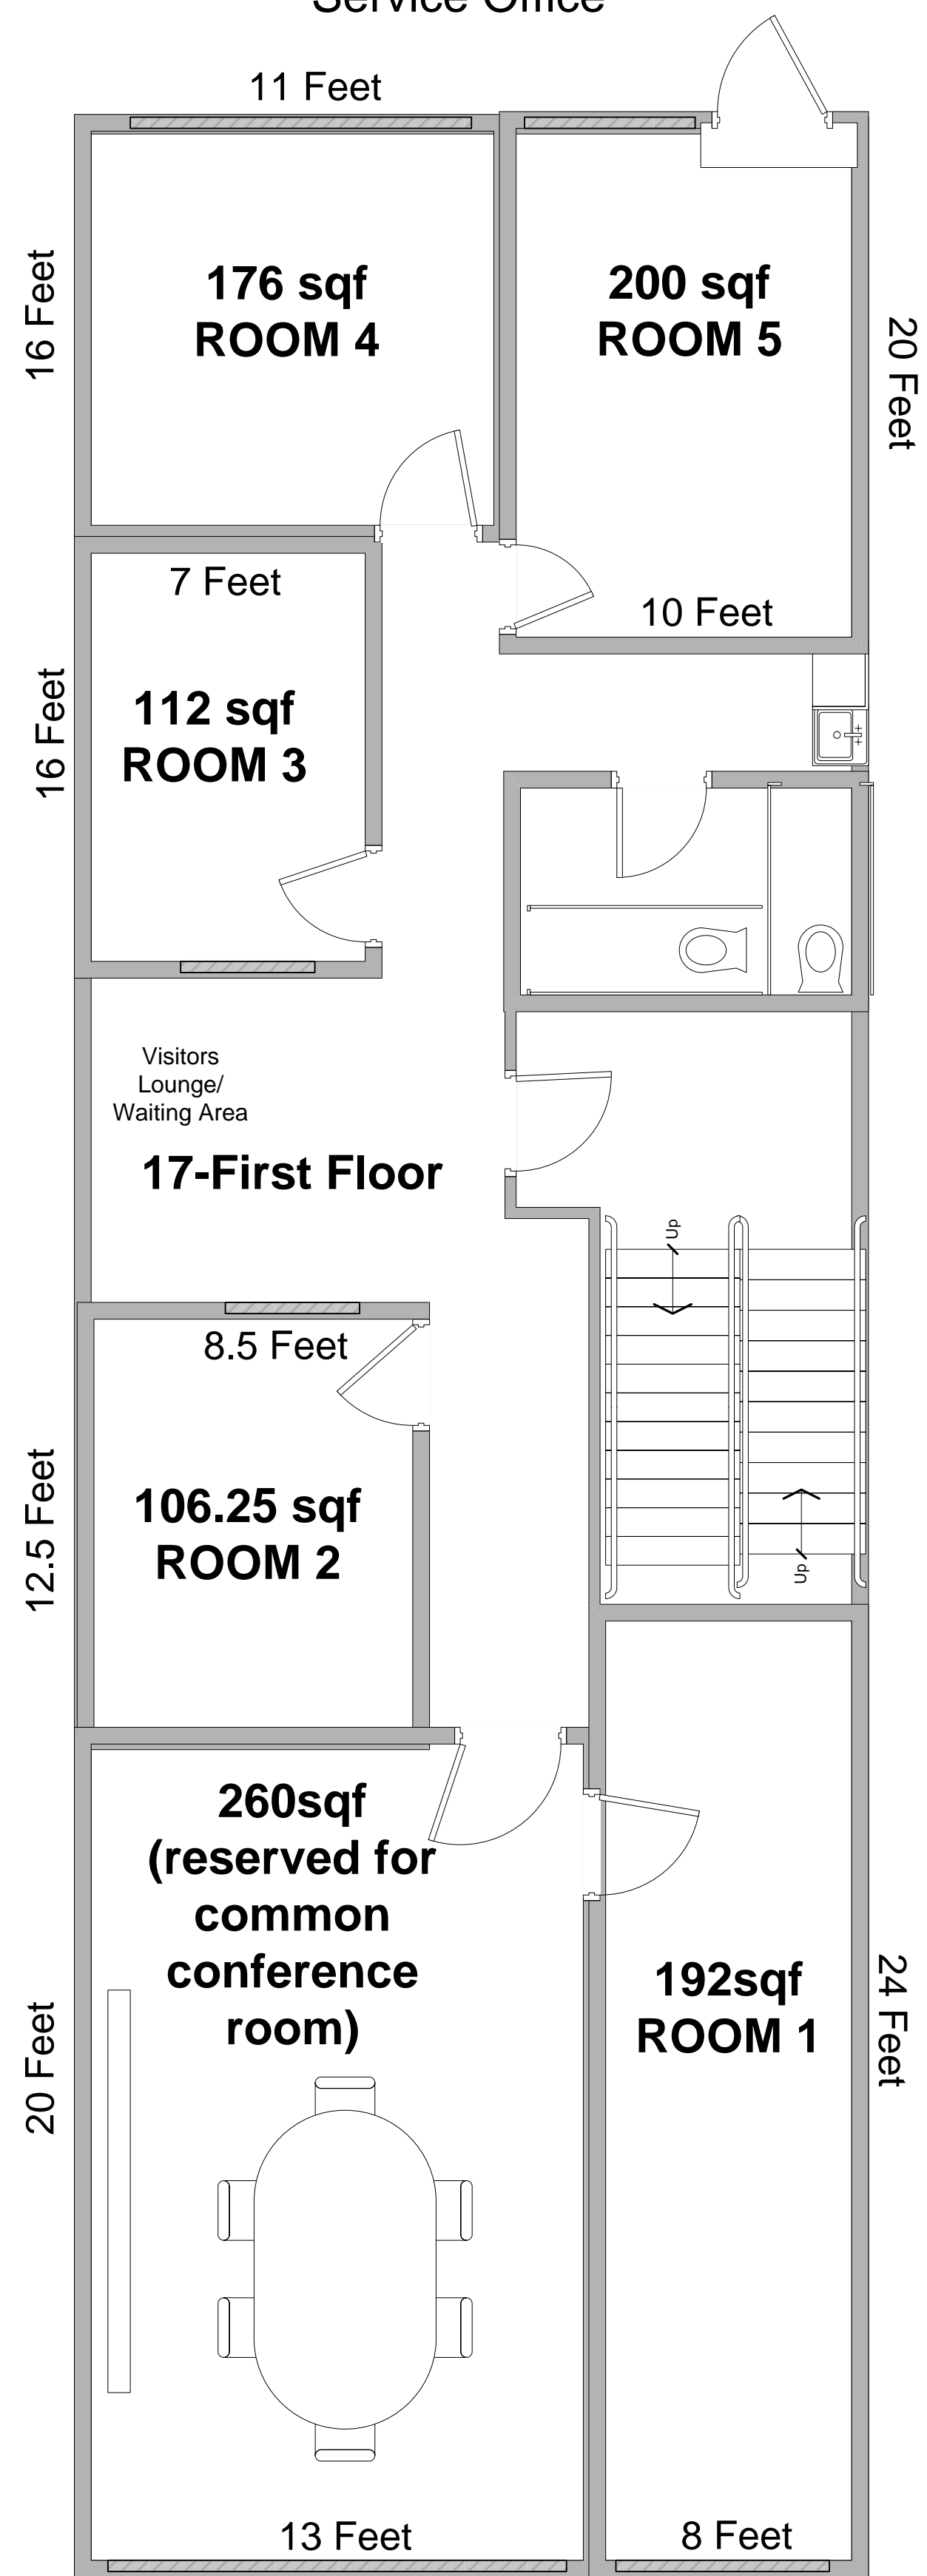 Service Office
11 Feet
16 Feet
176 sqf
ROOM 4
200 sqf
ROOM 5
20 Feet
7 Feet
10 Feet
16 Feet
112 sqf
ROOM 3
Visitors
Lounge/
Waiting Area
17-First Floor
Up
8.5 Feet
12.5 Feet
106.25 sqf
ROOM 2
Up
260sqf
(reserved for
common
conference
room)
192sqf
ROOM 1
24 Feet
20 Feet
13 Feet
8 Feet